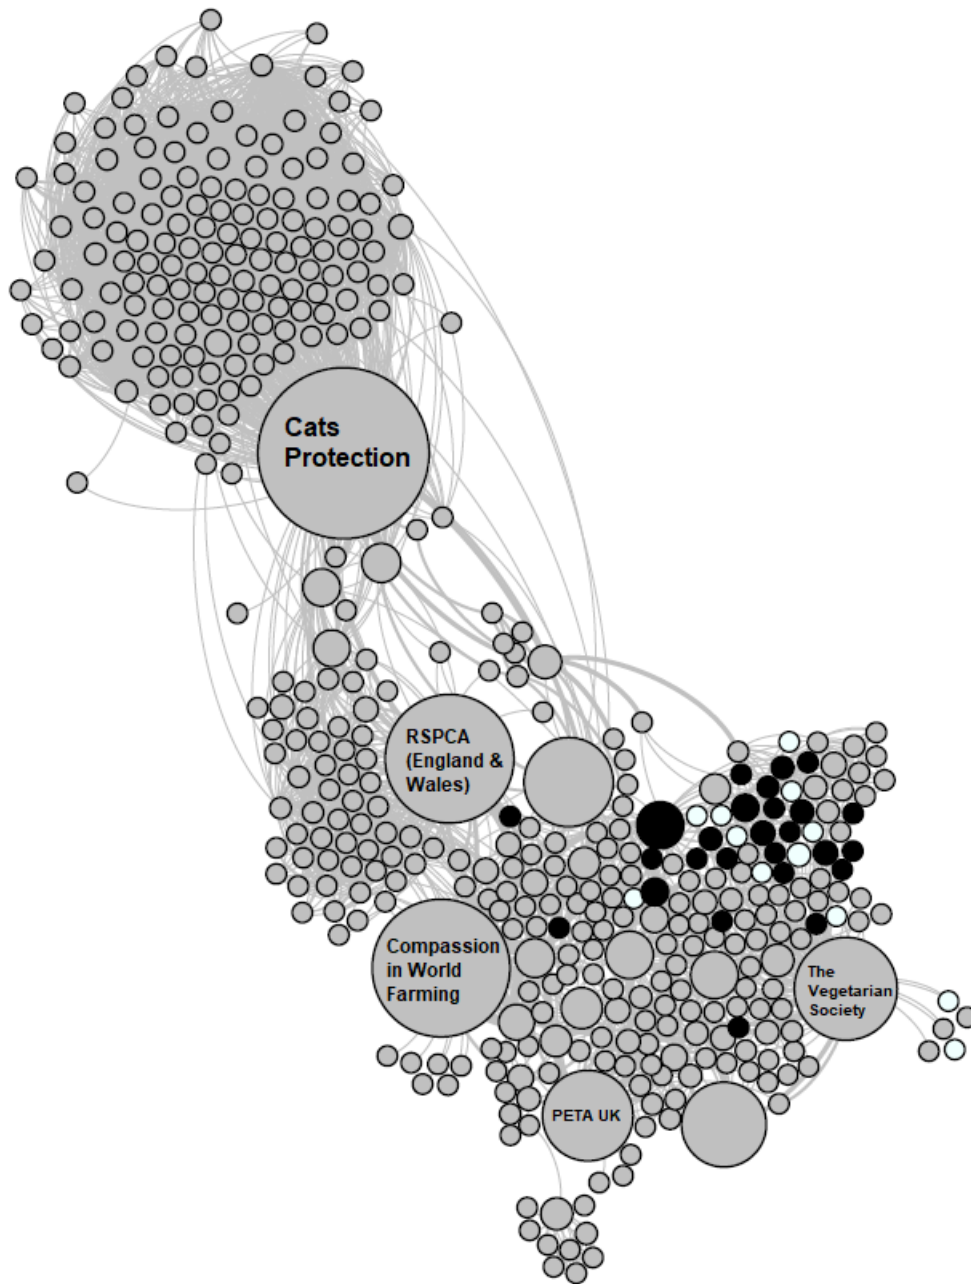 Cats
Protection
RSPCA
(England &
Wales)
Compassion
in World
Farming
The
Vegetarian
Society
PETA UK